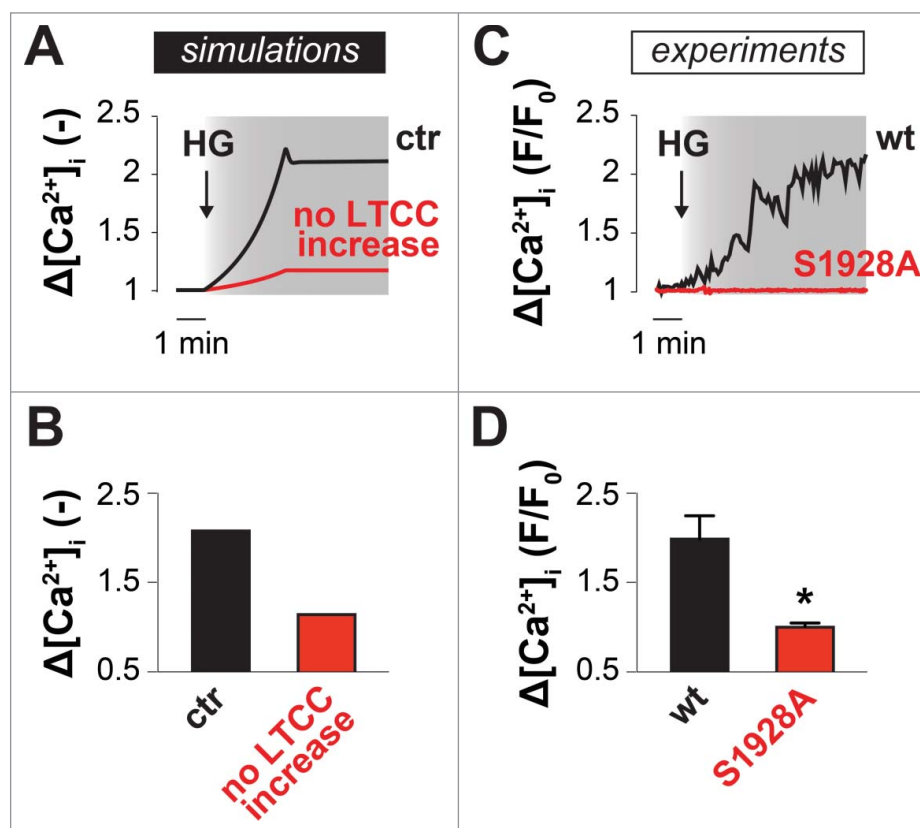 A
simulations
Δ[Ca²⁺]ᵢ (-)
2.5
2
1.5
1
HG
ctr
no LTCC
increase
1 min
C
experiments
Δ[Ca²⁺]ᵢ (F/F₀)
2.5
2
1.5
1
HG
wt
S1928A
1 min
B
Δ[Ca²⁺]ᵢ (-)
2.5
1.5
0.5
ctr
no LTCC
increase
D
Δ[Ca²⁺]ᵢ (F/F₀)
2.5
1.5
0.5
*
wt
S1928A